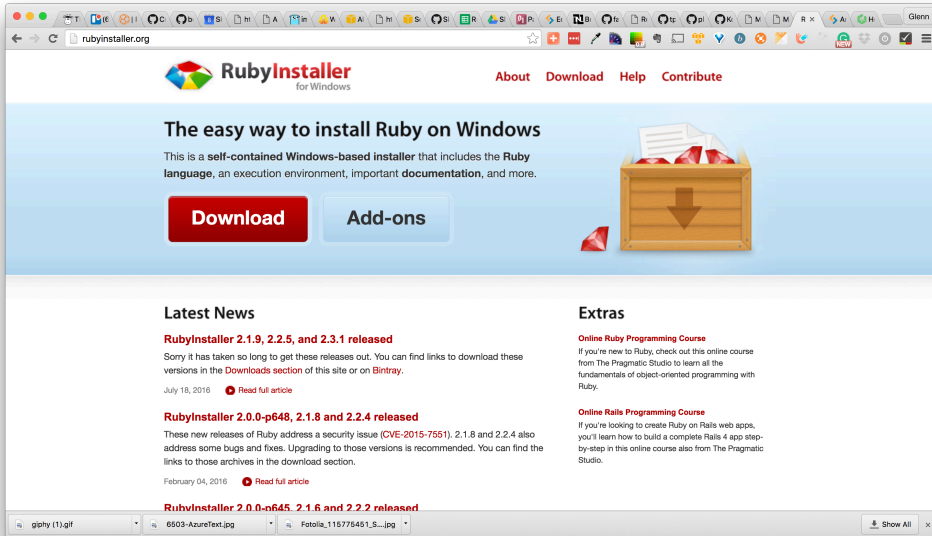 Glenn
rubyinstaller.org
NEW
RubyInstaller
for Windows
About Download Help Contribute
The easy way to install Ruby on Windows
This is a self-contained Windows-based installer that includes the Ruby
language, an execution environment, important documentation, and more.
Download
Add-ons
Latest News
RubyInstaller 2.1.9, 2.2.5, and 2.3.1 released
Sorry it has taken so long to get these releases out. You can find links to download these
versions in the Downloads section of this site or on Bintray.
July 18, 2016 Read full article
RubyInstaller 2.0.0-p648, 2.1.8 and 2.2.4 released
These new releases of Ruby address a security issue (CVE-2015-7551). 2.1.8 and 2.2.4 also
address some bugs and fixes. Upgrading to those versions is recommended. You can find the
links to those archives in the download section.
February 04, 2016 Read full article
RubyInstaller 2.0.0-p645, 2.1.6 and 2.2.2 released
Extras
Online Ruby Programming Course
If you're new to Ruby, check out this online course
from The Pragmatic Studio to learn all the
fundamentals of object-oriented programming with
Ruby.
Online Rails Programming Course
If you're looking to create Ruby on Rails web apps,
you'll learn how to build a complete Rails 4 app step-
by-step in this online course also from The Pragmatic
Studio.
giphy (1).gif
6503-AzureText.jpg
Fotolia_115775451_S....jpg
Show All